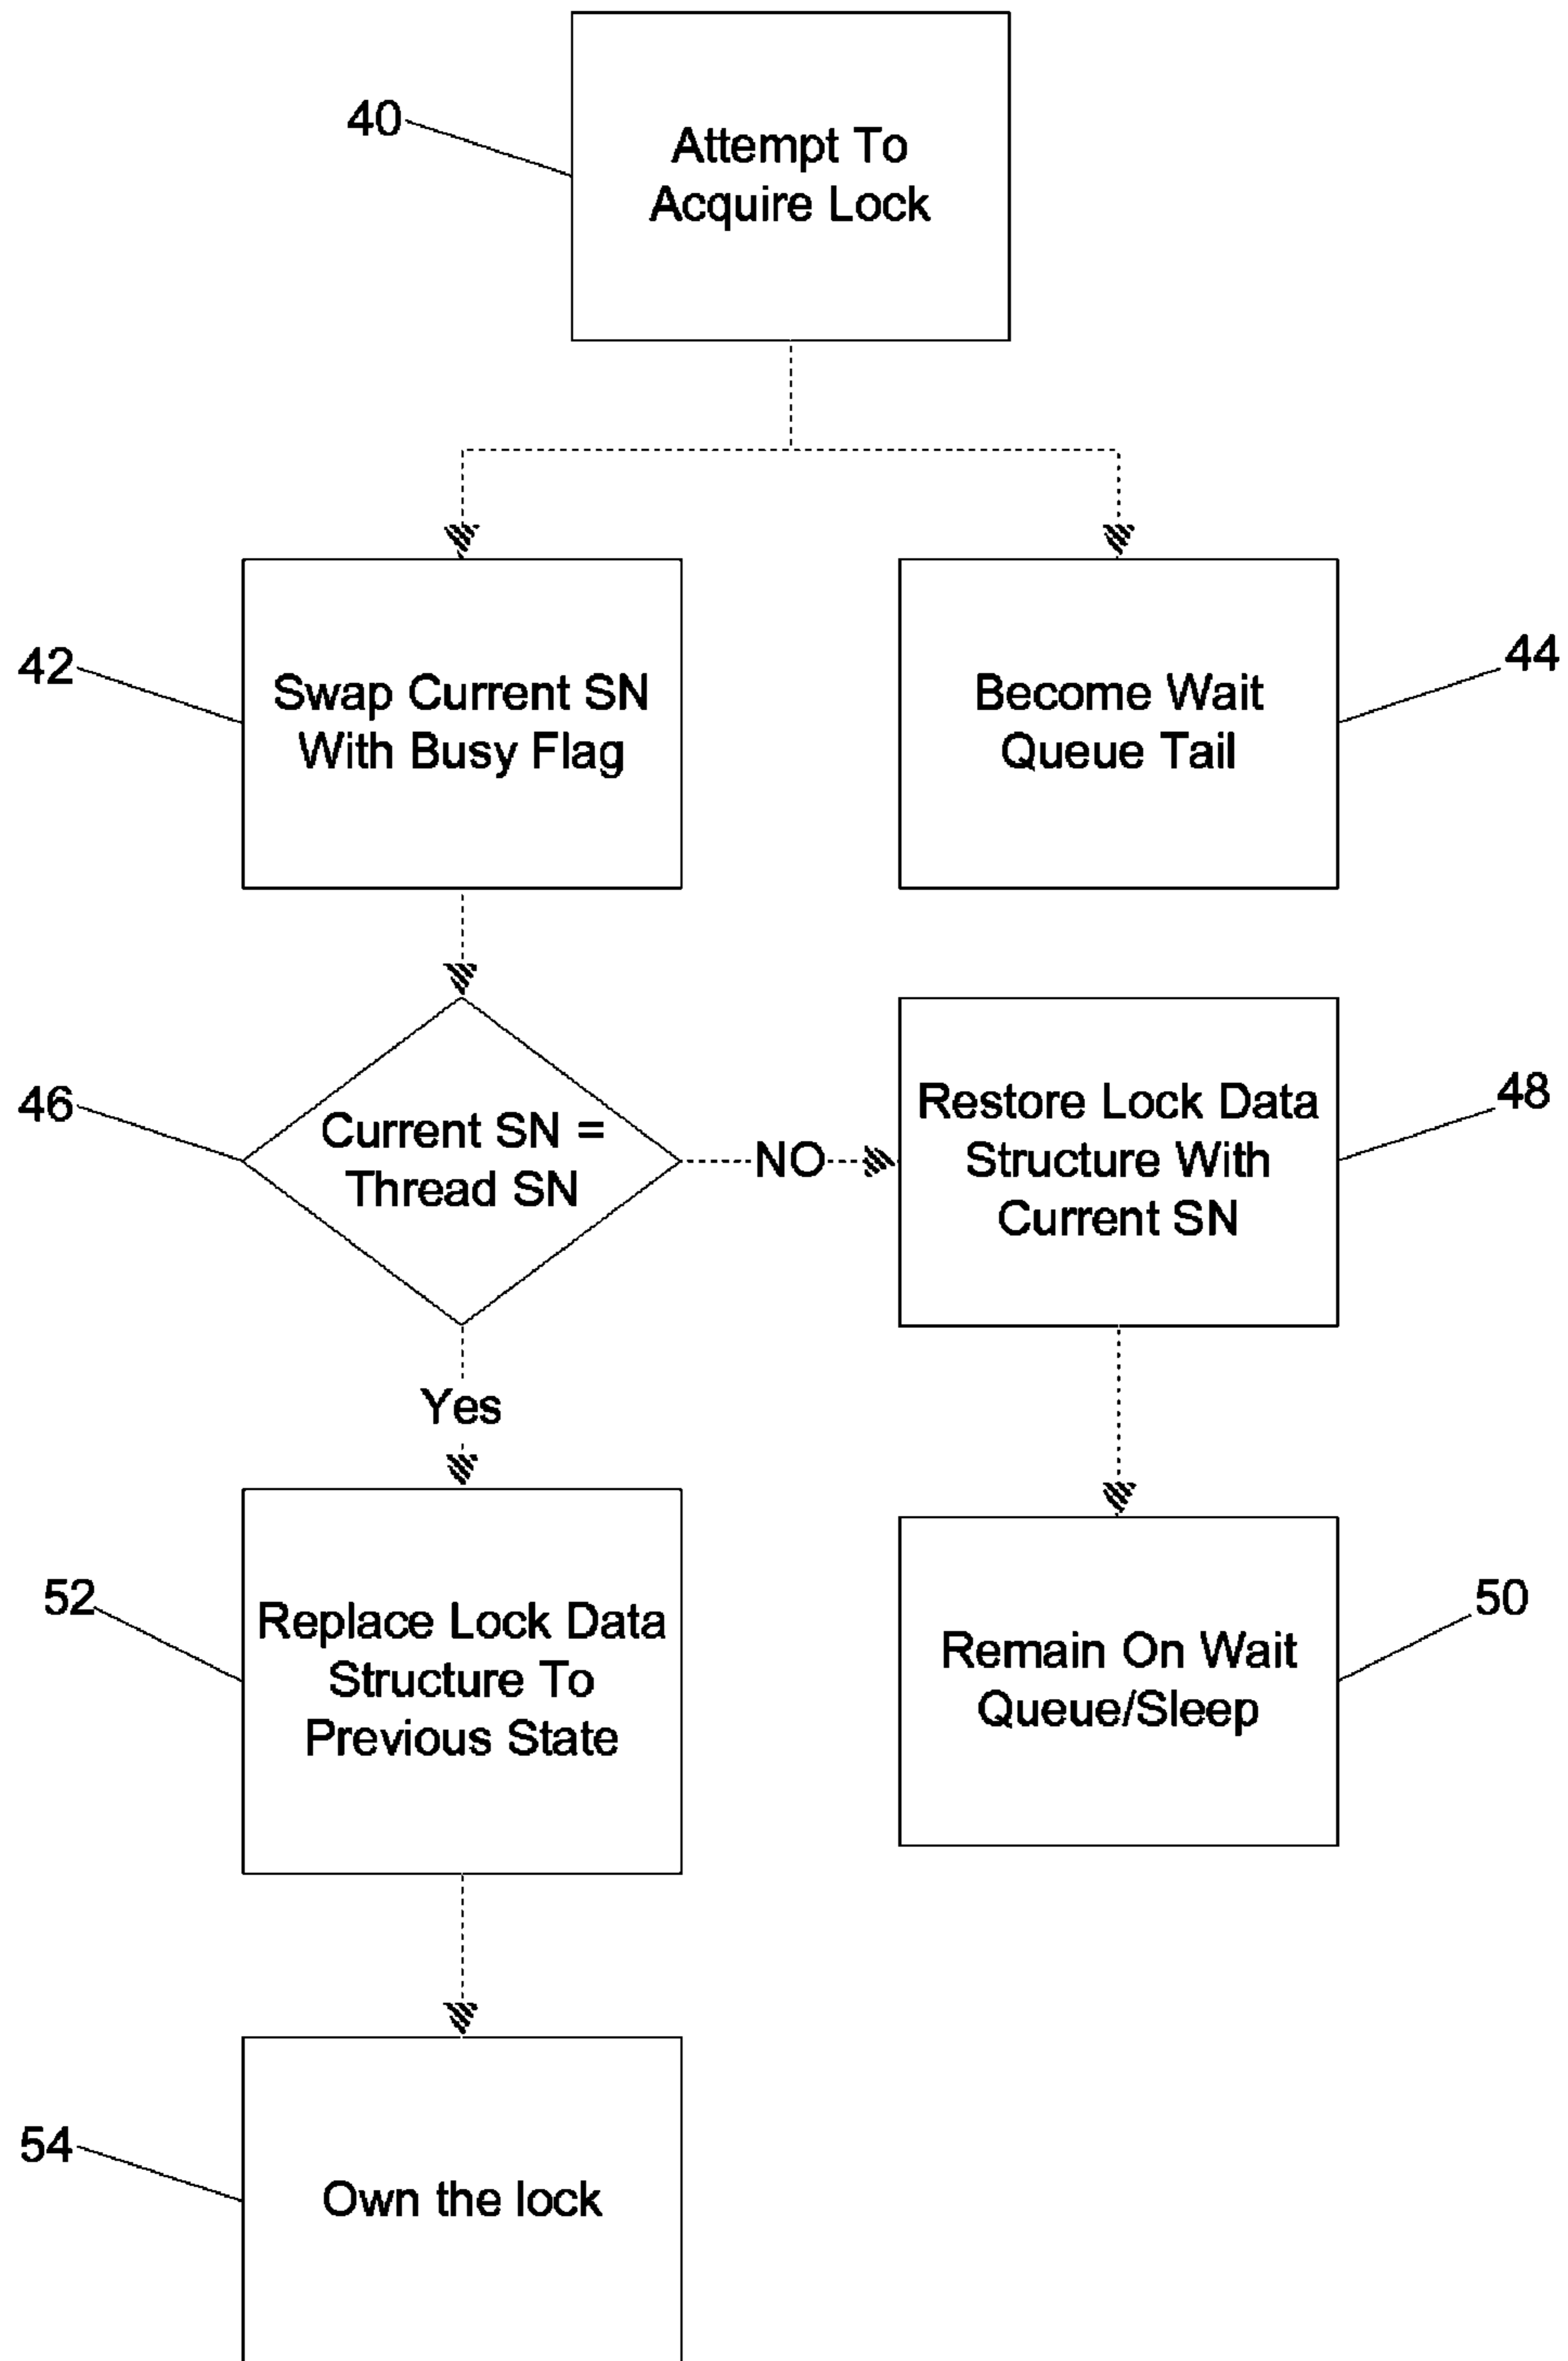 40
Attempt To
Acquire Lock
42
Swap Current SN
With Busy Flag
Become Wait
Queue Tail
44
46
Current SN =
Thread SN
NO
Restore Lock Data
Structure With
Current SN
48
Yes
52
Replace Lock Data
Structure To
Previous State
Remain On Wait
Queue/Sleep
50
54
Own the lock